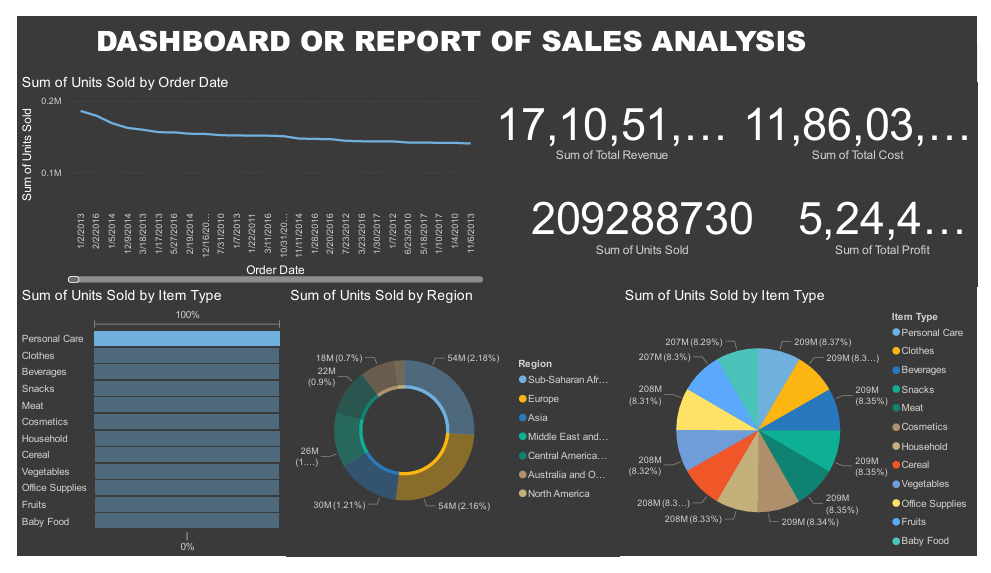 DASHBOARD OR REPORT OF SALES ANALYSIS
Sum of Units Sold by Order Date
0.2M
0.1M
Sum of Units Sold
1/2/2013
2/2/2016
1/5/2014
12/9/2014
3/18/2013
1/17/2013
5/27/2016
2/19/2014
12/16/20...
7/31/2010
1/7/2013
1/22/2011
3/11/2016
10/31/20...
11/11/2014
1/28/2016
2/20/2016
7/23/2012
3/23/2016
1/30/2017
1/7/2012
6/23/2010
5/18/2017
1/10/2017
1/4/2010
11/6/2013
Order Date
17,10,51,...
Sum of Total Revenue
11,86,03,...
Sum of Total Cost
209288730
Sum of Units Sold
5,24,4...
Sum of Total Profit
Sum of Units Sold by Item Type
100%
Personal Care
Clothes
Beverages
Snacks
Meat
Cosmetics
Household
Cereal
Vegetables
Office Supplies
Fruits
Baby Food
0%
Sum of Units Sold by Region
54M (2.18%)
54M (2.16%)
30M (1.21%)
26M
(1....)
22M
(0.9%)
18M (0.7%)
Region
Sub-Saharan Afr...
Europe
Asia
Middle East and...
Central America...
Australia and O...
North America
Sum of Units Sold by Item Type
209M (8.37%)
209M (8.3...)
209M
(8.35%)
209M
(8.35%)
209M
(8.35%)
209M (8.34%)
208M (8.33%)
208M (8.3...)
208M
(8.32%)
208M
(8.31%)
207M (8.3%)
207M (8.29%)
Item Type
Personal Care
Clothes
Beverages
Snacks
Meat
Cosmetics
Household
Cereal
Vegetables
Office Supplies
Fruits
Baby Food